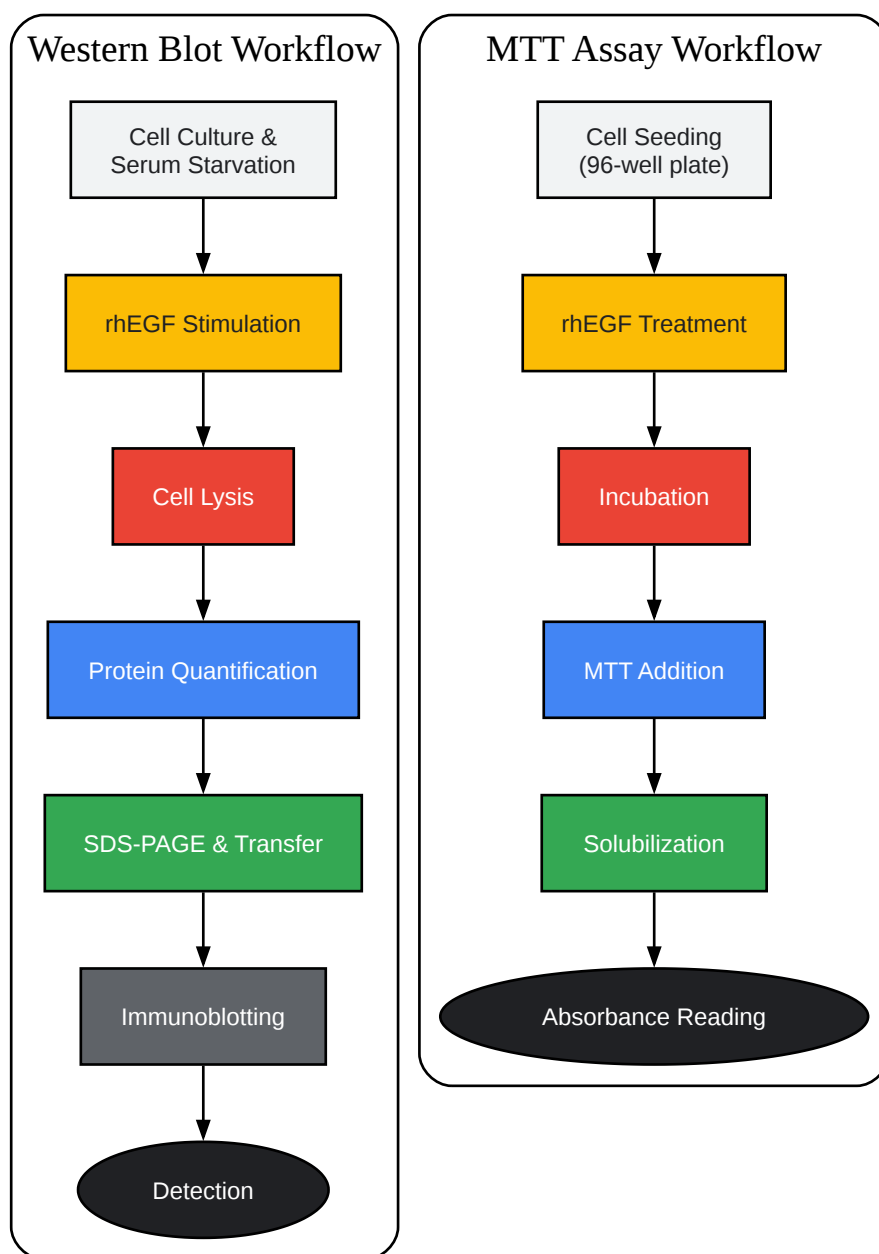 Western Blot Workflow
Cell Culture &
Serum Starvation
rhEGF Stimulation
Cell Lysis
Protein Quantification
SDS-PAGE & Transfer
Immunoblotting
Detection
MTT Assay Workflow
Cell Seeding
(96-well plate)
rhEGF Treatment
Incubation
MTT Addition
Solubilization
Absorbance Reading